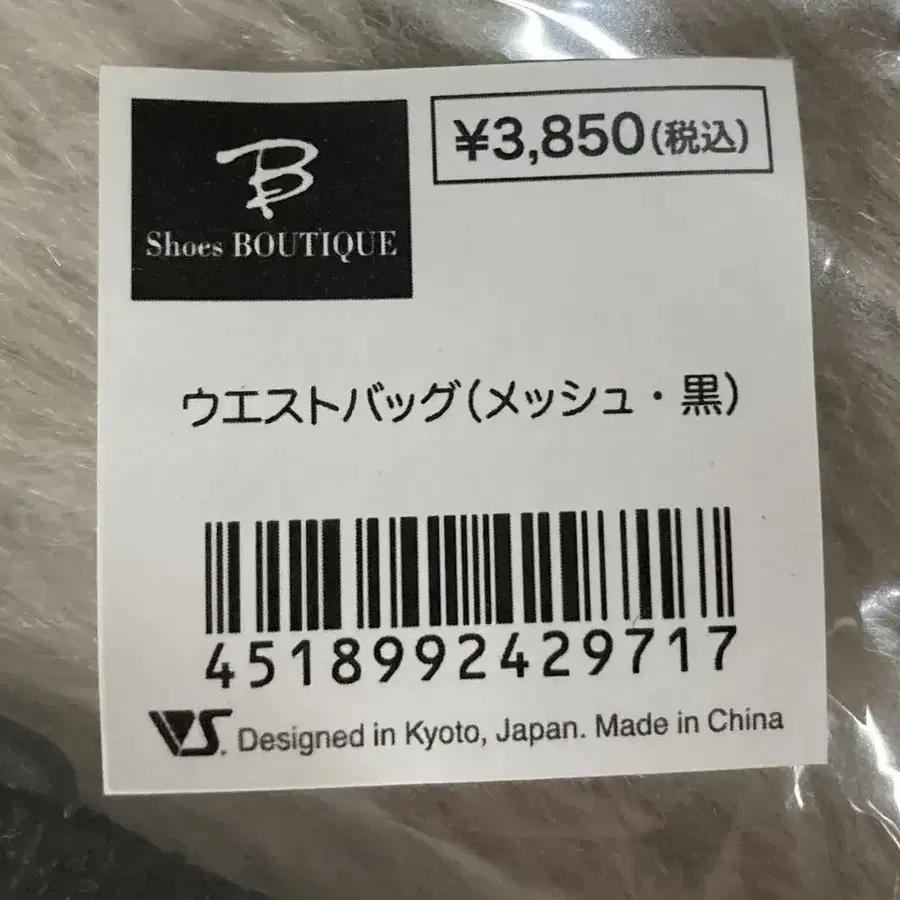 B
Shoes BOUTIQUE
¥3,850(税込)
ウエストバッグ(メッシュ・黒)
4518992429717
VS. Designed in Kyoto, Japan. Made in China